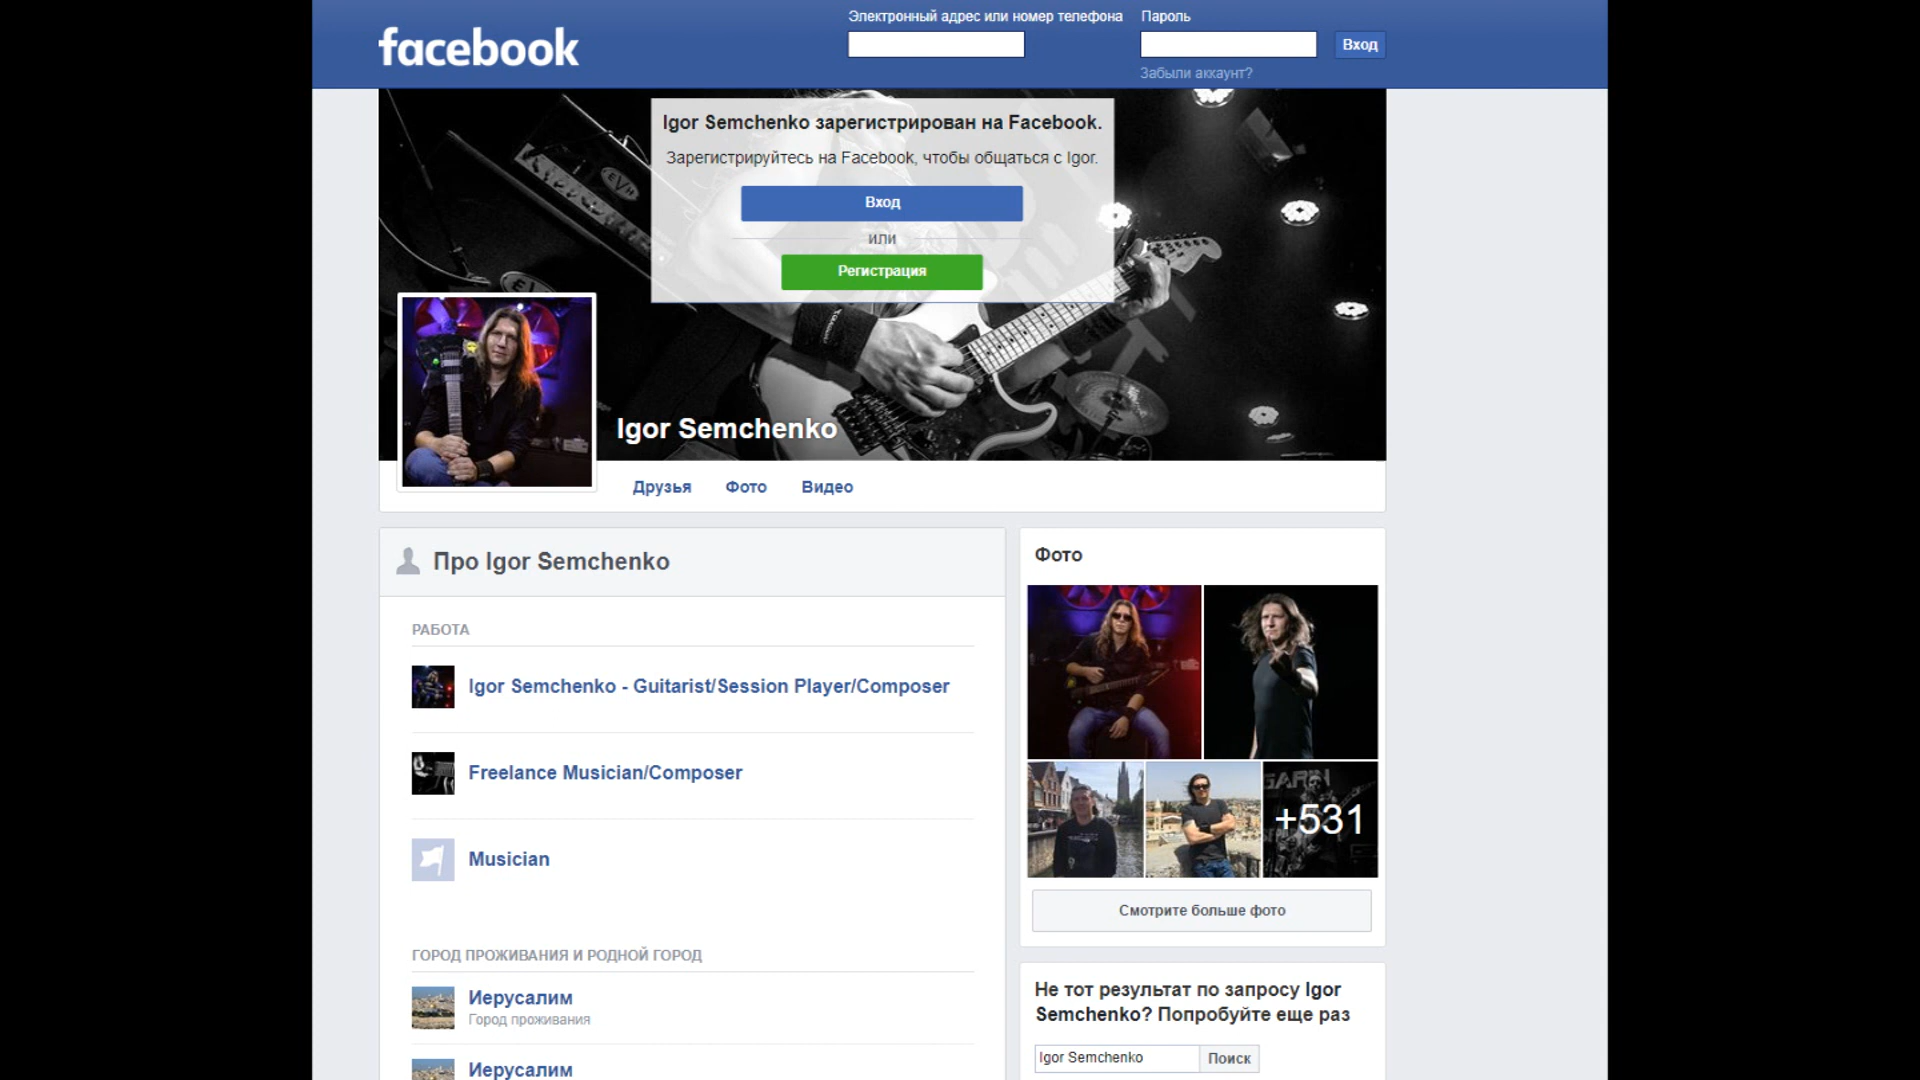 Электронный адрес или номер телефона
Пароль
facebook
Вход
Забыли аккаунт?
Igor Semchenko зарегистрирован на Facebook.
Зарегистрируйтесь на Facebook, чтобы общаться с Igor.
Вход
или
Регистрация
EVH
Igor Semchenko
Друзья
Фото
Видео
Про Igor Semchenko
РАБОТА
Igor Semchenko - Guitarist/Session Player/Composer
Freelance Musician/Composer
Musician
ГОРОД ПРОЖИВАНИЯ И РОДНОЙ ГОРОД
Иерусалим
Город проживания
Иерусалим
Фото
+531
Смотрите больше фото
Не тот результат по запросу Igor
Semchenko? Попробуйте еще раз
Igor Semchenko
Поиск